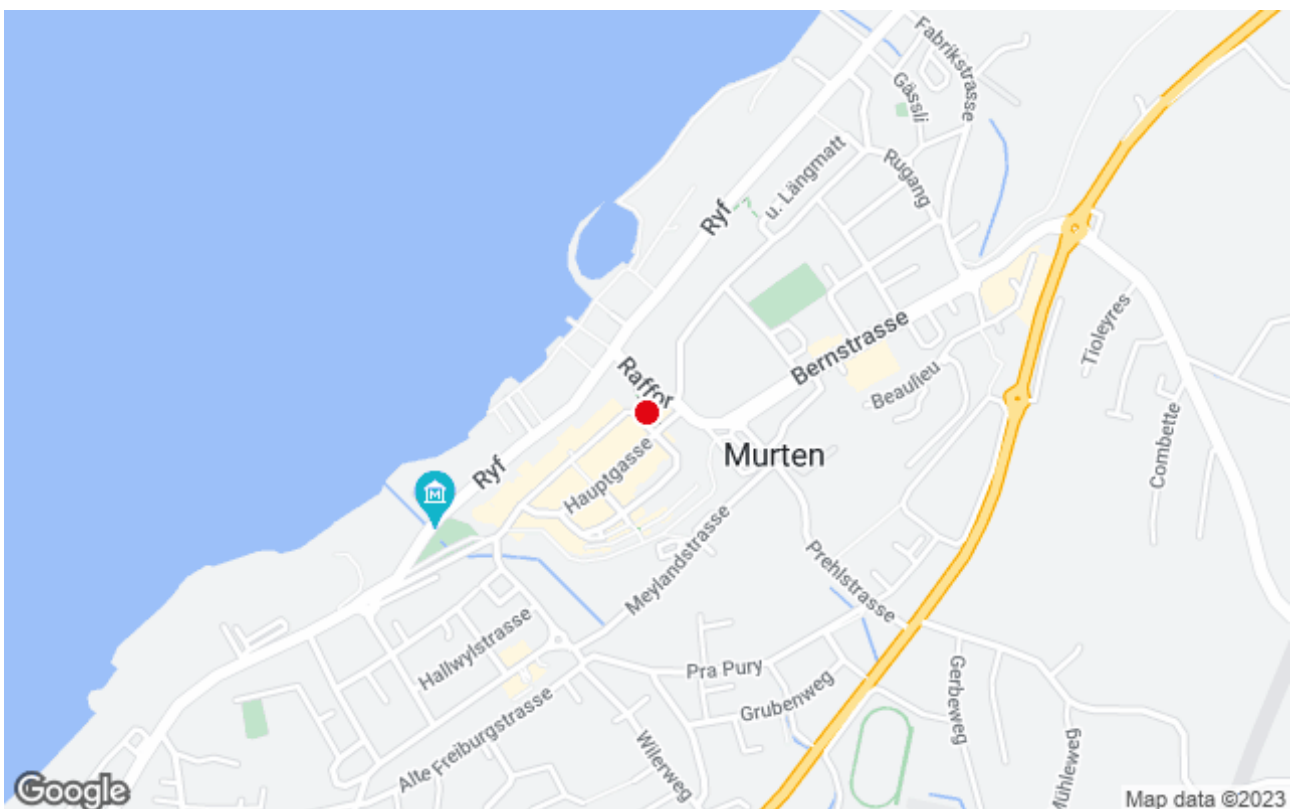 Fabrikstrasse
Gässli
Rugang
u. Längmatt
Ryf
Tioleyres
Bernstrasse
Beaulieu
Raffor
Combette
Murten
Hauptgasse
Ryf
M
Meylandstrasse
Prehlstrasse
Hallwylstrasse
Pra Pury
Gerbeweg
Grubenweg
Alte Freiburgstrasse
Wilerweg
Mühleweg
Google
Map data ©2023